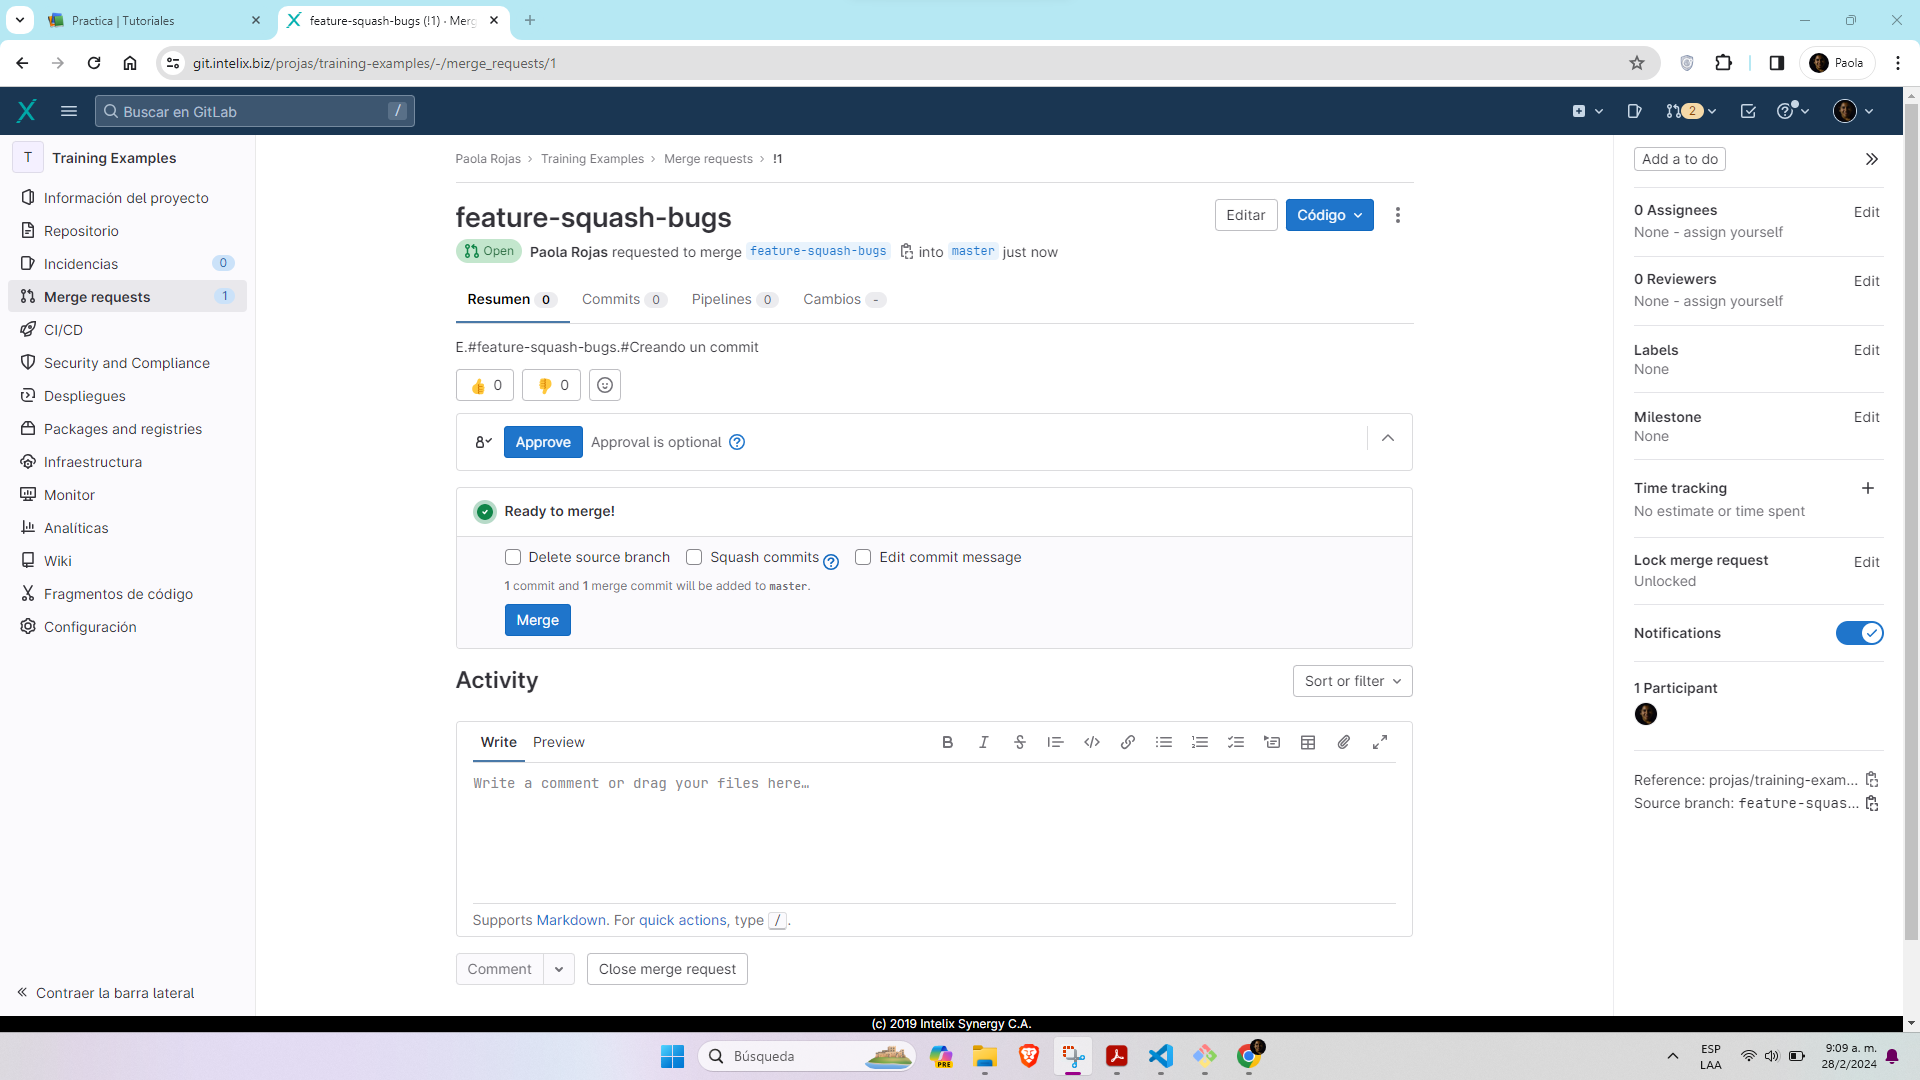 Practica | Tutoriales
feature-squash-bugs (!1) · Merg
git.intelix.biz/projas/training-examples/-/merge_requests/1
Paola
Buscar en GitLab
/
2
T
Training Examples
Información del proyecto
Repositorio
Incidencias 0
Merge requests 1
CI/CD
Security and Compliance
Despliegues
Packages and registries
Infraestructura
Monitor
Analíticas
Wiki
Fragmentos de código
Configuración
Contraer la barra lateral
Paola Rojas › Training Examples › Merge requests › !1
feature-squash-bugs
Editar
Código
Open Paola Rojas requested to merge feature-squash-bugs into master just now
Resumen 0 Commits 0 Pipelines 0 Cambios -
E.#feature-squash-bugs.#Creando un commit
0 0
Approve Approval is optional
Ready to merge!
Delete source branch Squash commits Edit commit message
1 commit and 1 merge commit will be added to master.
Merge
Activity
Sort or filter
Write Preview
Write a comment or drag your files here…
Supports Markdown. For quick actions, type /.
Comment
Close merge request
Add a to do
0 Assignees Edit
None - assign yourself
0 Reviewers Edit
None - assign yourself
Labels Edit
None
Milestone Edit
None
Time tracking
No estimate or time spent
Lock merge request Edit
Unlocked
Notifications
1 Participant
Reference: projas/training-exam...
Source branch: feature-squas...
(c) 2019 Intelix Synergy C.A.
Búsqueda
PRE
ESP
LAA
9:09 a. m.
28/2/2024